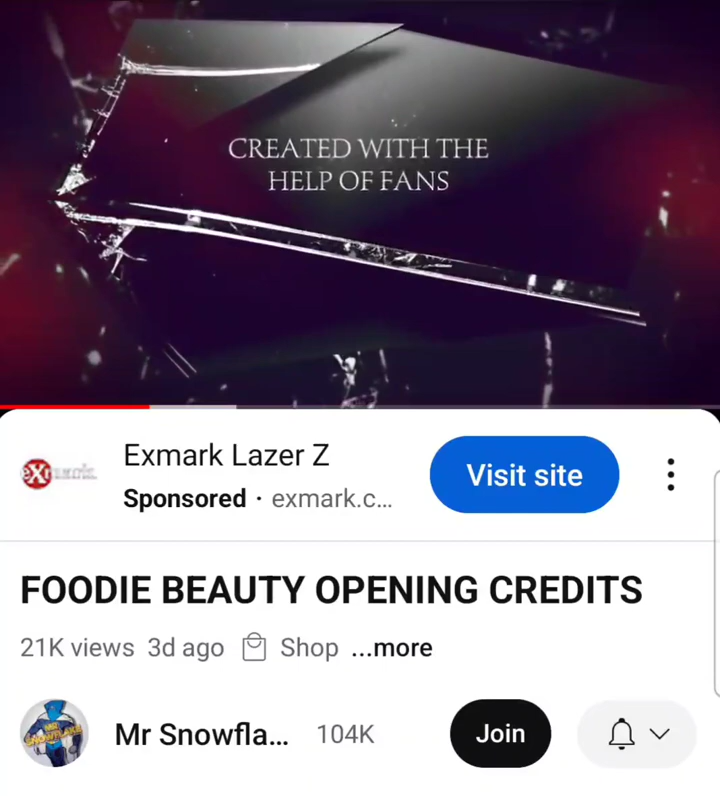 CREATED WITH THE
HELP OF FANS
eXmark
Exmark Lazer Z
Sponsored · exmark.c...
Visit site
FOODIE BEAUTY OPENING CREDITS
21K views 3d ago Shop ...more
Mr Snowfla... 104K
Join